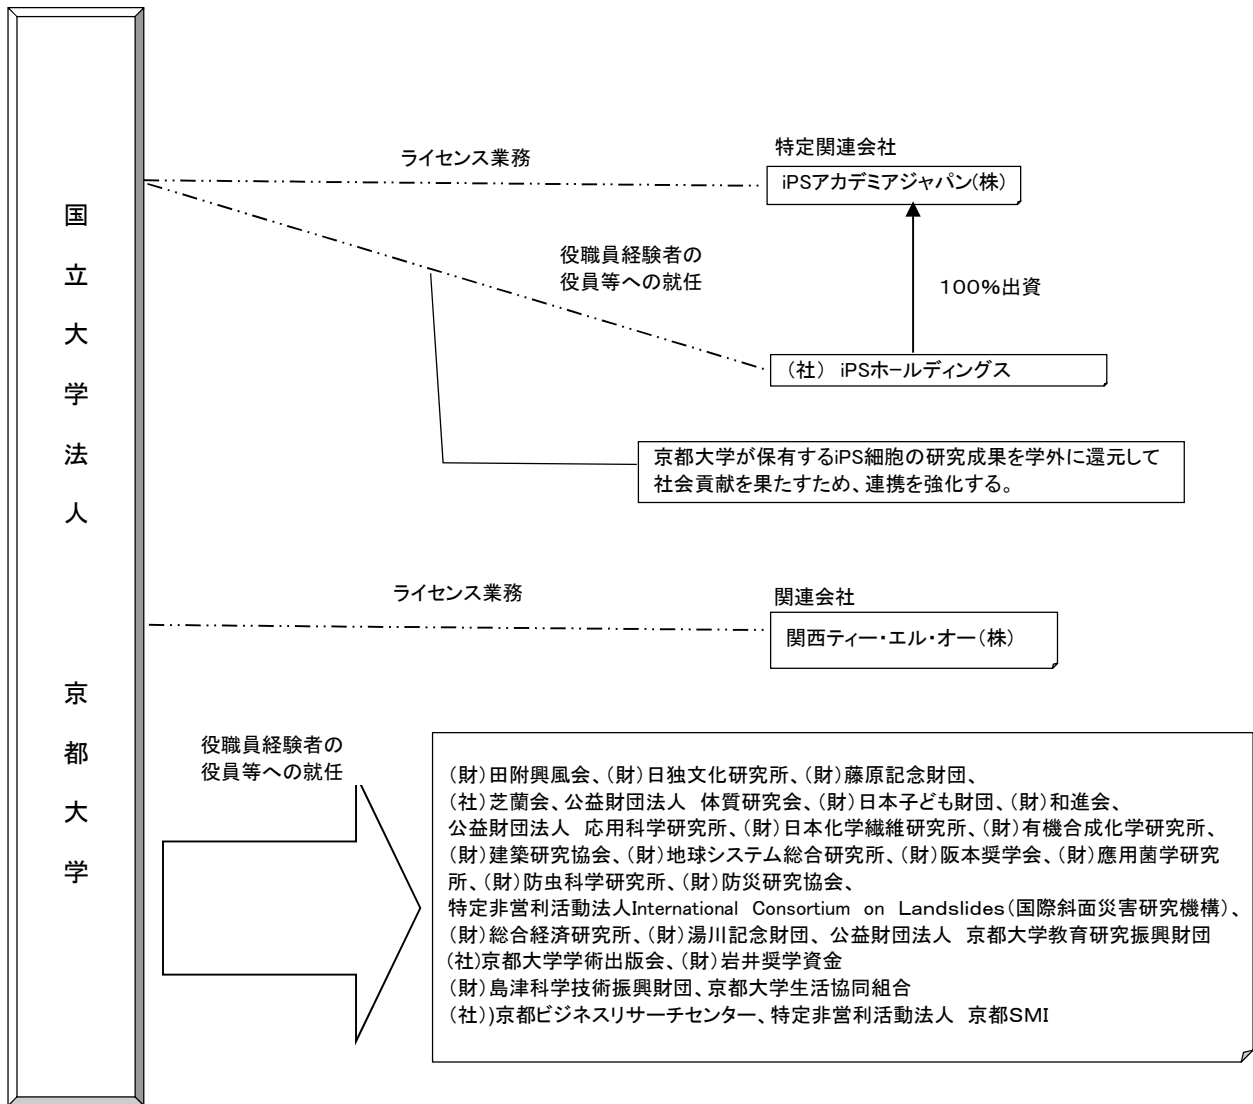 国立大学法人　京都大学
ライセンス業務
特定関連会社
iPSアカデミアジャパン(株)
役職員経験者の
役員等への就任
100%出資
（社） iPSホールディングス
京都大学が保有するiPS細胞の研究成果を学外に還元して
社会貢献を果たすため、連携を強化する。
ライセンス業務
関連会社
関西ティー・エル・オー(株)
役職員経験者の
役員等への就任
(財)田附興風会、(財)日独文化研究所、(財)藤原記念財団、
(社)芝蘭会、公益財団法人　体質研究会、(財)日本子ども財団、(財)和進会、
公益財団法人　応用科学研究所、(財)日本化学繊維研究所、(財)有機合成化学研究所、
(財)建築研究協会、(財)地球システム総合研究所、(財)阪本奨学会、(財)應用菌学研究
所、(財)防虫科学研究所、(財)防災研究協会、
特定非営利活動法人International Consortium on Landslides(国際斜面災害研究機構)、
(財)総合経済研究所、(財)湯川記念財団、公益財団法人　京都大学教育研究振興財団
(社)京都大学学術出版会、(財)岩井奨学資金
(財)島津科学技術振興財団、京都大学生活協同組合
(社))京都ビジネスリサーチセンター、特定非営利活動法人　京都SMI